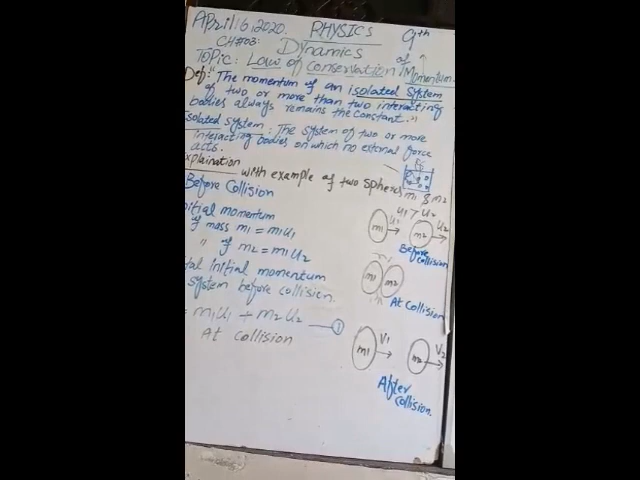 April 6, 2020. PHYSICS 9th
CH#03: Dynamics
Topic: Law of Conservation of Momentum.
Def: "The momentum of an isolated system
of two or more than two interacting
bodies always remains the constant."
Isolated system: The system of two or more
interacting bodies on which no external force
acts.
Explaination with example of two spheres m1 & m2
Before Collision
U1 > U2
nitial momentum
m1 U1 m2 U2
of mass m1 = m1U1
" of m2 = m1U2
Before
Collision
tal initial momentum
m1 m2
system before collision.
At Collision
= m1U1 + m2U2 — 1
At Collision
m1 V1 m2 V2
After
Collision.